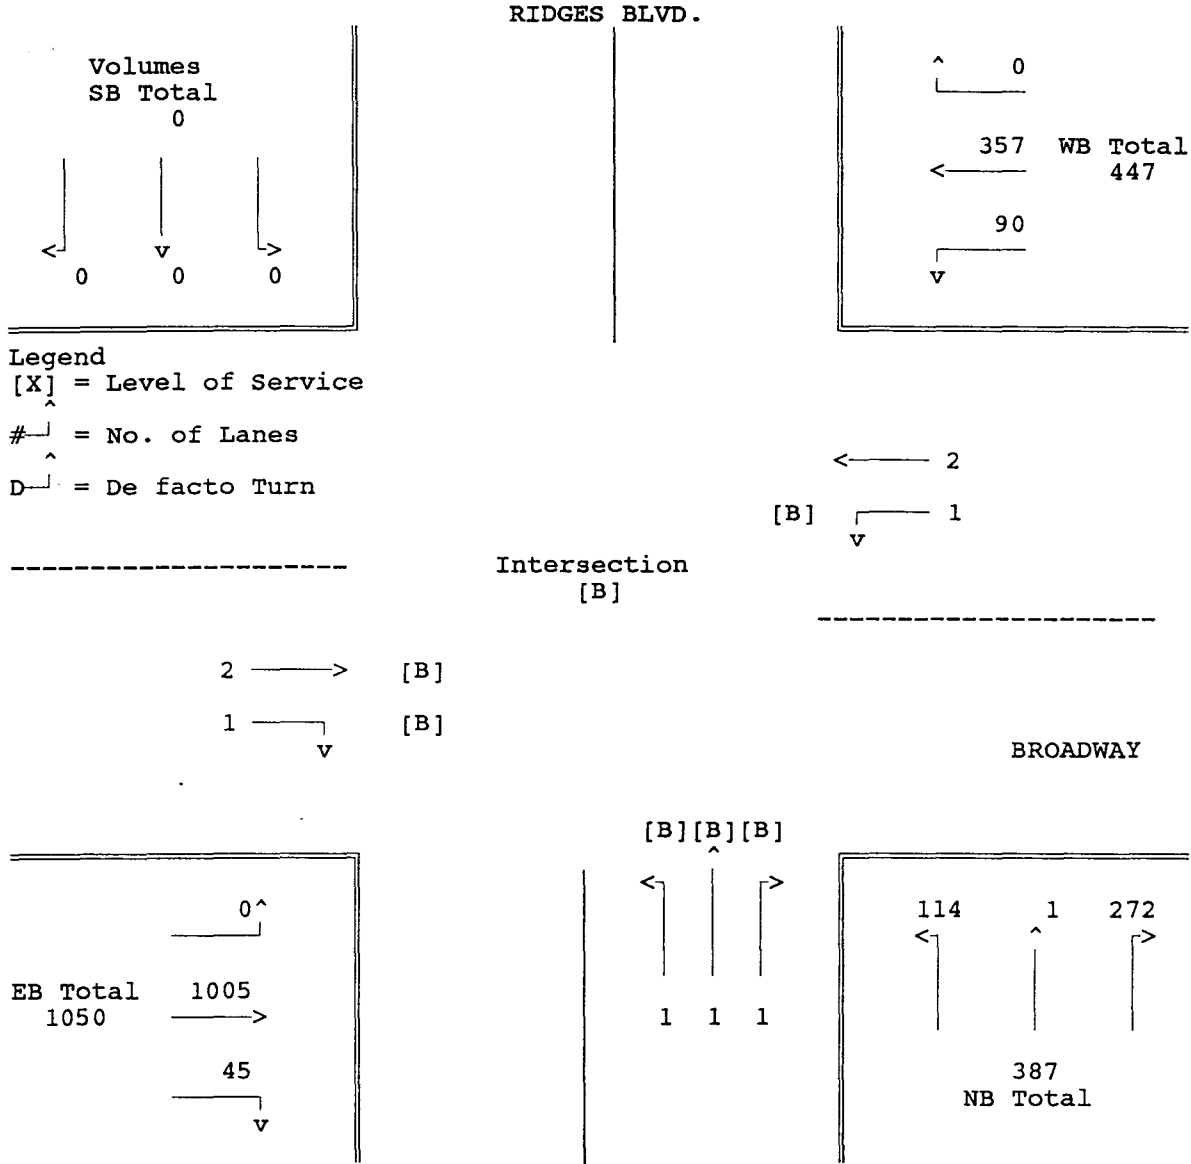 RIDGES BLVD.
Volumes
SB Total
0
0 0 0
0
357 WB Total
447
90
Legend
[X] = Level of Service
# = No. of Lanes
D = De facto Turn
2
[B] 1
Intersection
[B]
2 [B]
1 [B]
BROADWAY
[B][B][B]
1 1 1
0
EB Total 1005
1050
45
114 1 272
387
NB Total